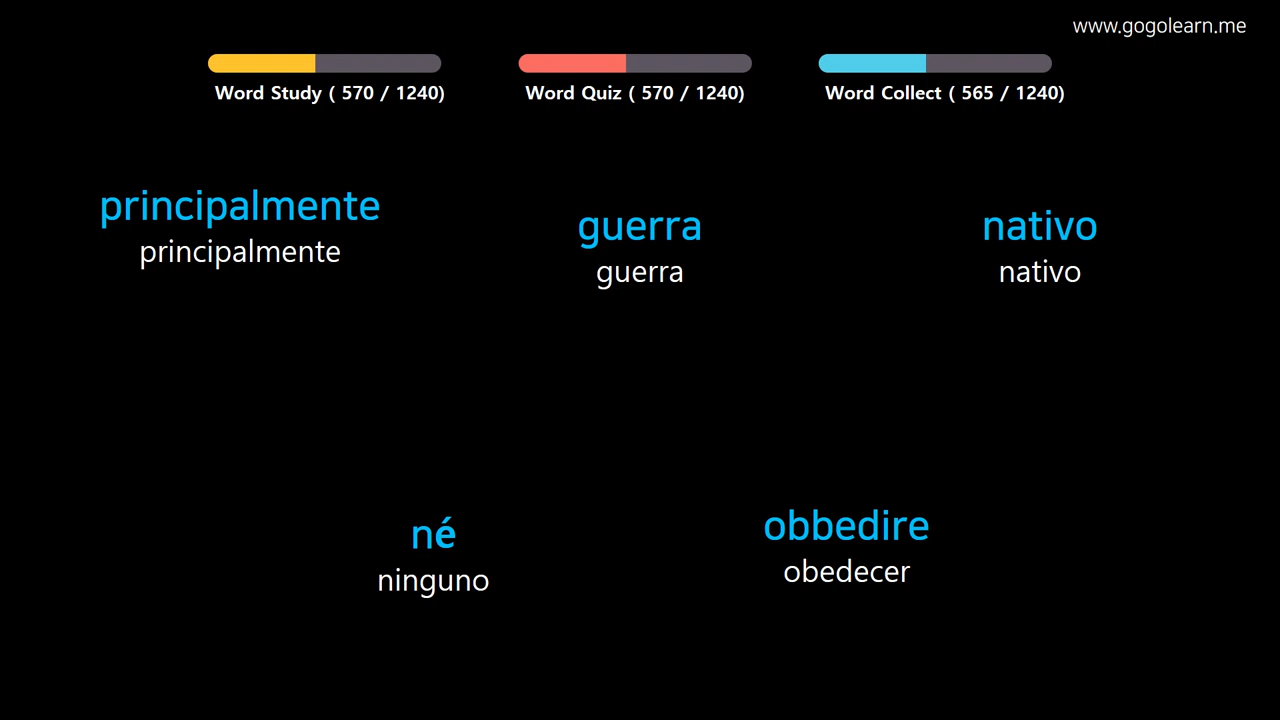 www.gogolearn.me
Word Study ( 570 / 1240)
Word Quiz ( 570 / 1240)
Word Collect ( 565 / 1240)
principalmente
principalmente
guerra
guerra
nativo
nativo
né
ninguno
obbedire
obedecer